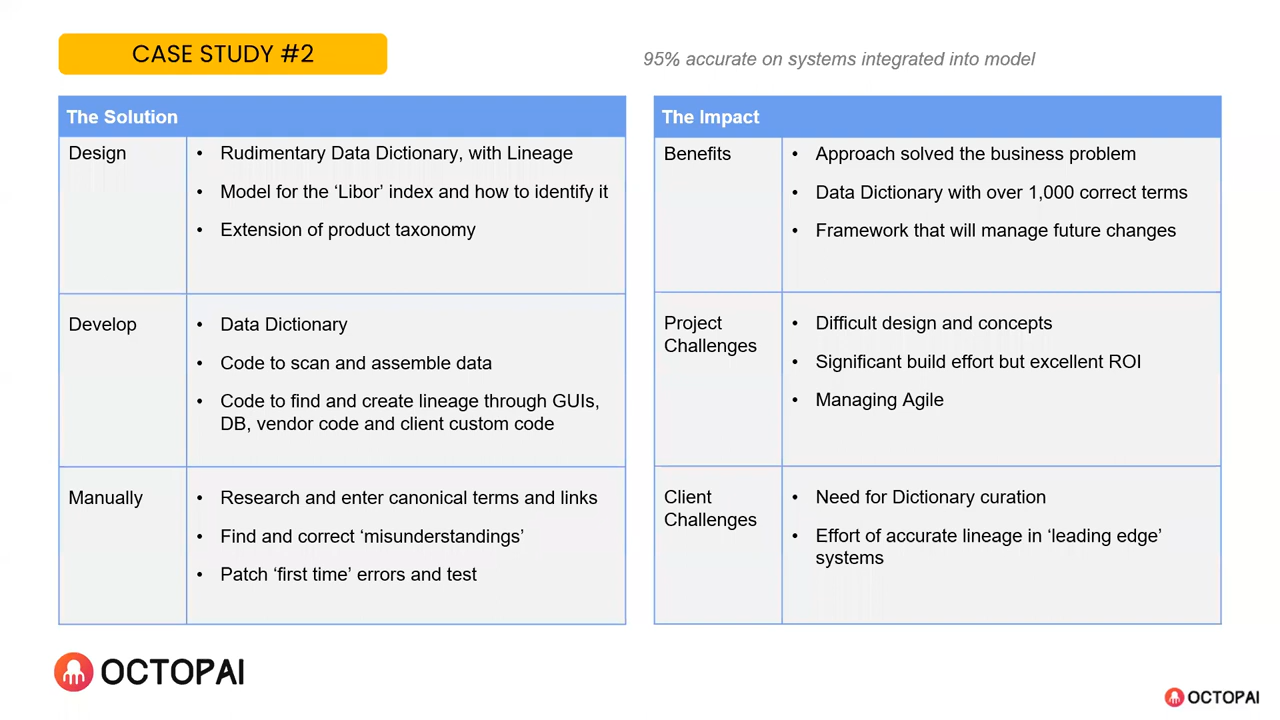 CASE STUDY #2
95% accurate on systems integrated into model
The Solution
Design
• Rudimentary Data Dictionary, with Lineage
• Model for the ‘Libor’ index and how to identify it
• Extension of product taxonomy
Develop
• Data Dictionary
• Code to scan and assemble data
• Code to find and create lineage through GUIs,
DB, vendor code and client custom code
Manually
• Research and enter canonical terms and links
• Find and correct ‘misunderstandings’
• Patch ‘first time’ errors and test
The Impact
Benefits
• Approach solved the business problem
• Data Dictionary with over 1,000 correct terms
• Framework that will manage future changes
Project
Challenges
• Difficult design and concepts
• Significant build effort but excellent ROI
• Managing Agile
Client
Challenges
• Need for Dictionary curation
• Effort of accurate lineage in ‘leading edge’
systems
OCTOPAI
OCTOPAI